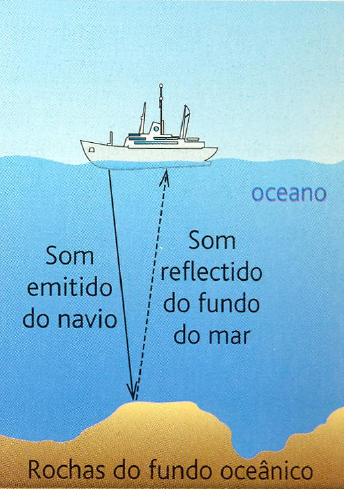 oceano
Som
emitido
do navio
Som
reflectido
do fundo
do mar
Rochas do fundo oceânico